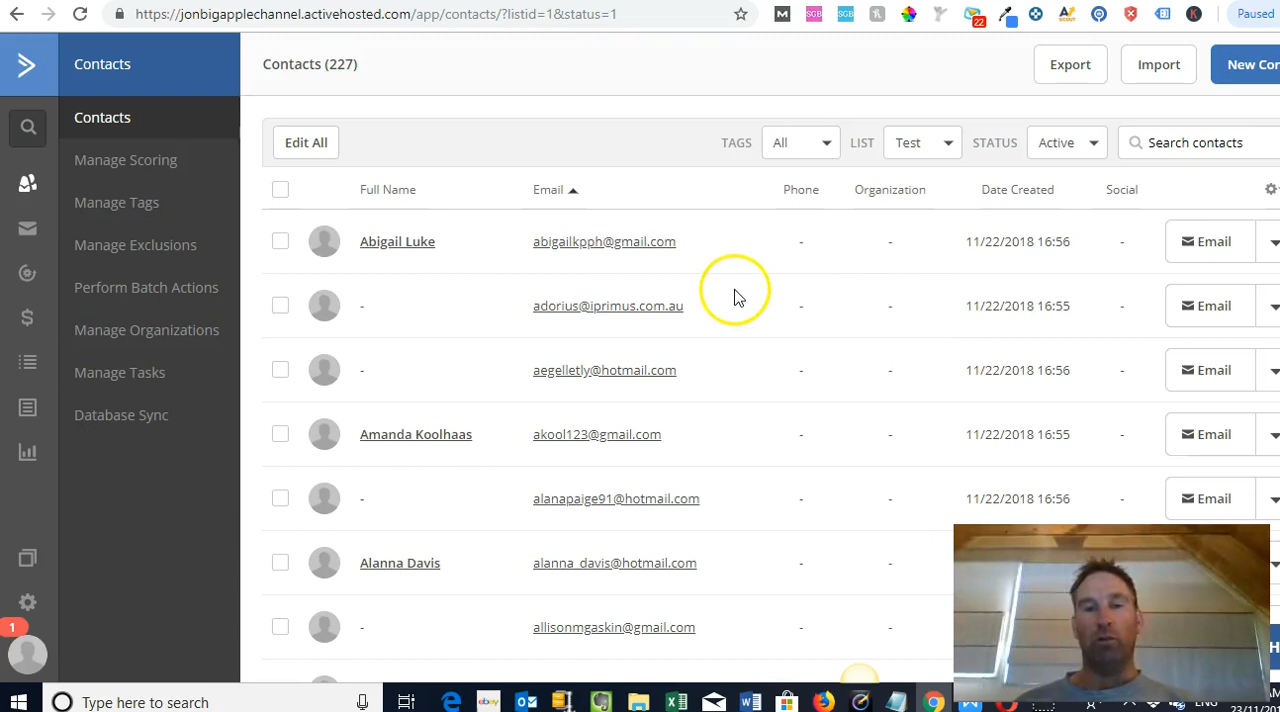 https://jonbigapplechannel.activehosted.com/app/contacts/?listid=1&status=1
22
Paused
Contacts
Contacts (227)
Export
Import
New Con
Contacts
Manage Scoring
Manage Tags
Manage Exclusions
Perform Batch Actions
Manage Organizations
Manage Tasks
Database Sync
Edit All
TAGS All LIST Test STATUS Active Search contacts
Full Name Email Phone Organization Date Created Social
Abigail Luke abigailkpph@gmail.com - - 11/22/2018 16:56 - Email
- adorius@iprimus.com.au - - 11/22/2018 16:55 - Email
- aegelletly@hotmail.com - - 11/22/2018 16:55 - Email
Amanda Koolhaas akool123@gmail.com - - 11/22/2018 16:55 - Email
- alanapaige91@hotmail.com - - 11/22/2018 16:56 - Email
Alanna Davis alanna_davis@hotmail.com - -
- allisonmgaskin@gmail.com - -
1
Type here to search
ebay